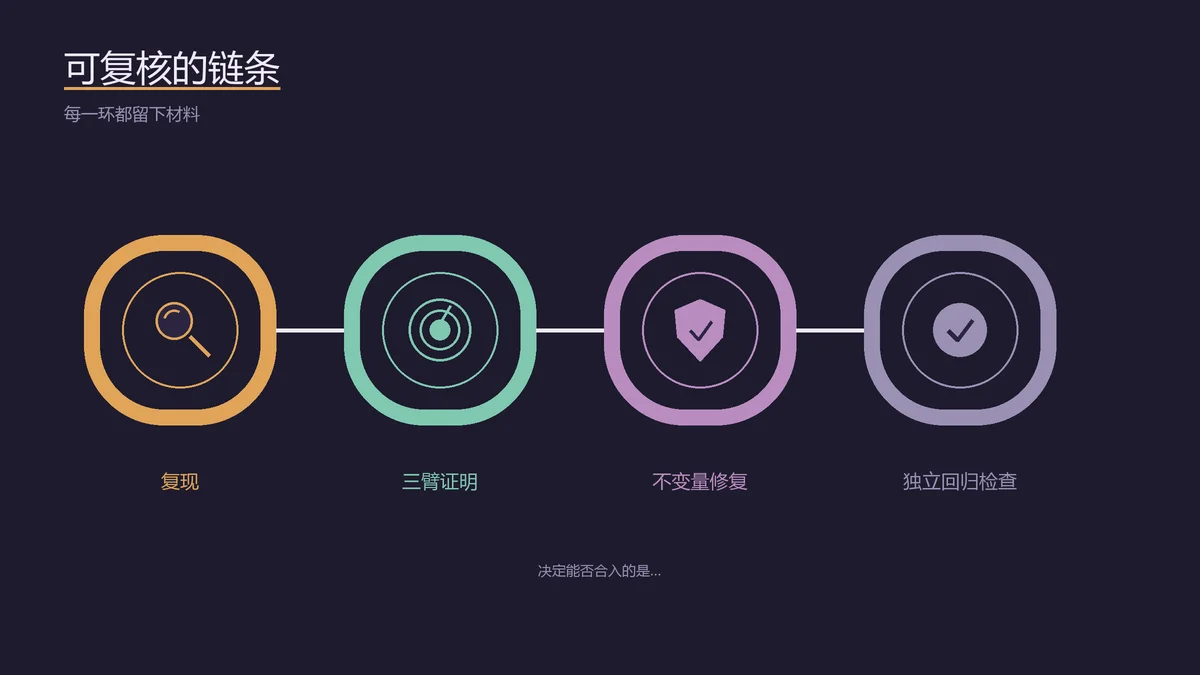 可复核的链条
每一环都留下材料
复现
三臂证明
不变量修复
独立回归检查
决定能否合入的是...